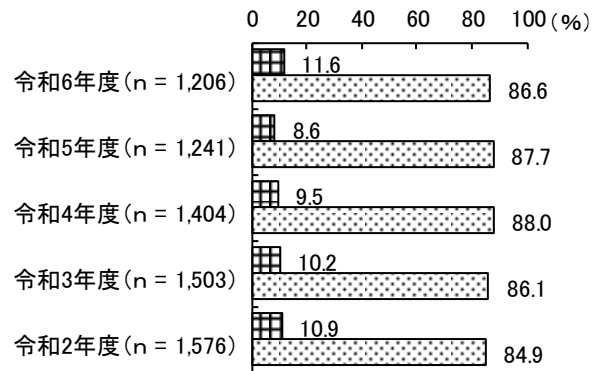 0 20 40 60 80 100 (%)
令和6年度(n = 1,206) 11.6
86.6
令和5年度(n = 1,241) 8.6
87.7
令和4年度(n = 1,404) 9.5
88.0
令和3年度(n = 1,503) 10.2
86.1
令和2年度(n = 1,576) 10.9
84.9